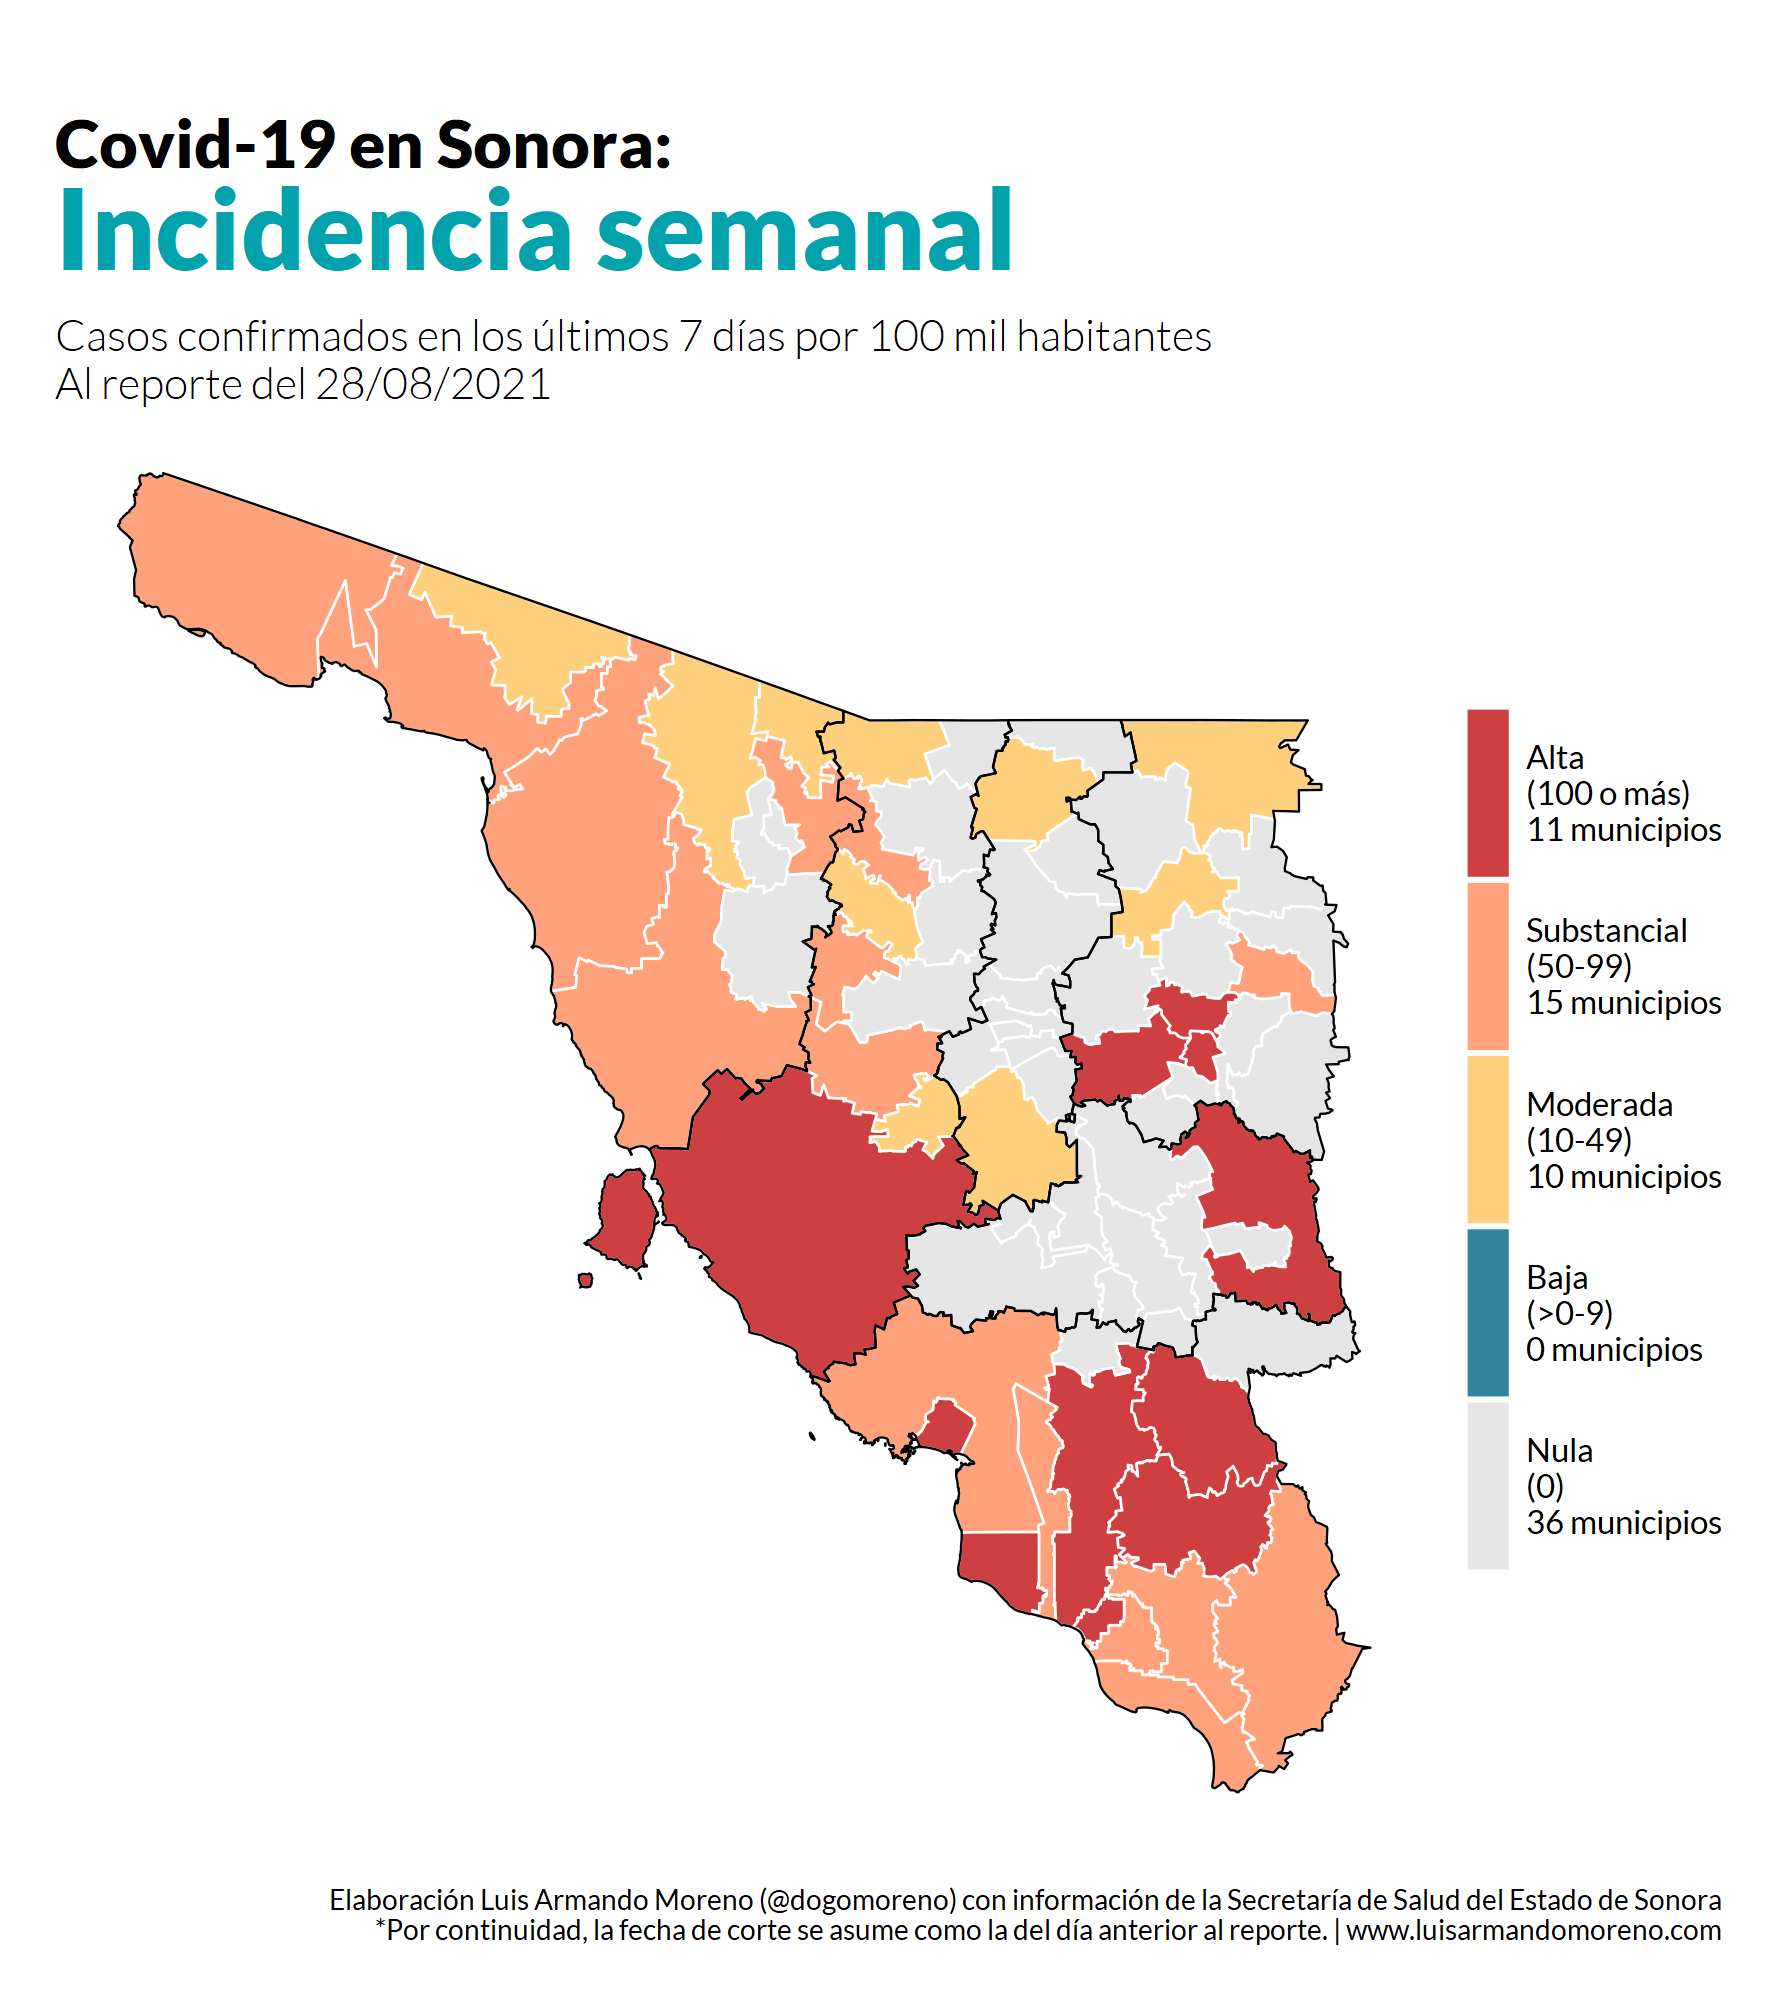 Covid-19 en Sonora:
Incidencia semanal
Casos confirmados en los últimos 7 días por 100 mil habitantes
Al reporte del 28/08/2021
Alta
(100 o más)
11 municipios
Substancial
(50-99)
15 municipios
Moderada
(10-49)
10 municipios
Baja
(>0-9)
0 municipios
Nula
(0)
36 municipios
Elaboración Luis Armando Moreno (@dogomoreno) con información de la Secretaría de Salud del Estado de Sonora
*Por continuidad, la fecha de corte se asume como la del día anterior al reporte. | www.luisarmandomoreno.com